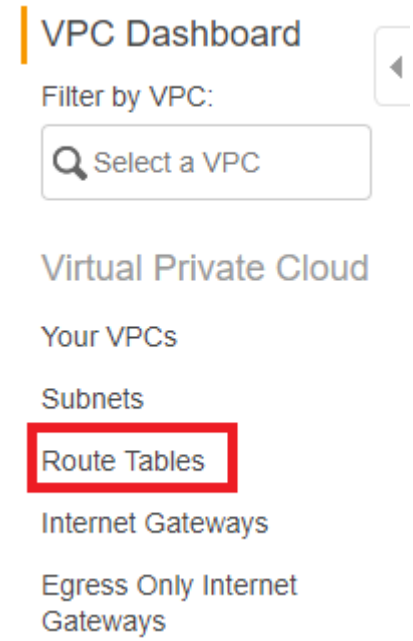 VPC Dashboard
Filter by VPC:
Select a VPC
Virtual Private Cloud
Your VPCs
Subnets
Route Tables
Internet Gateways
Egress Only Internet
Gateways